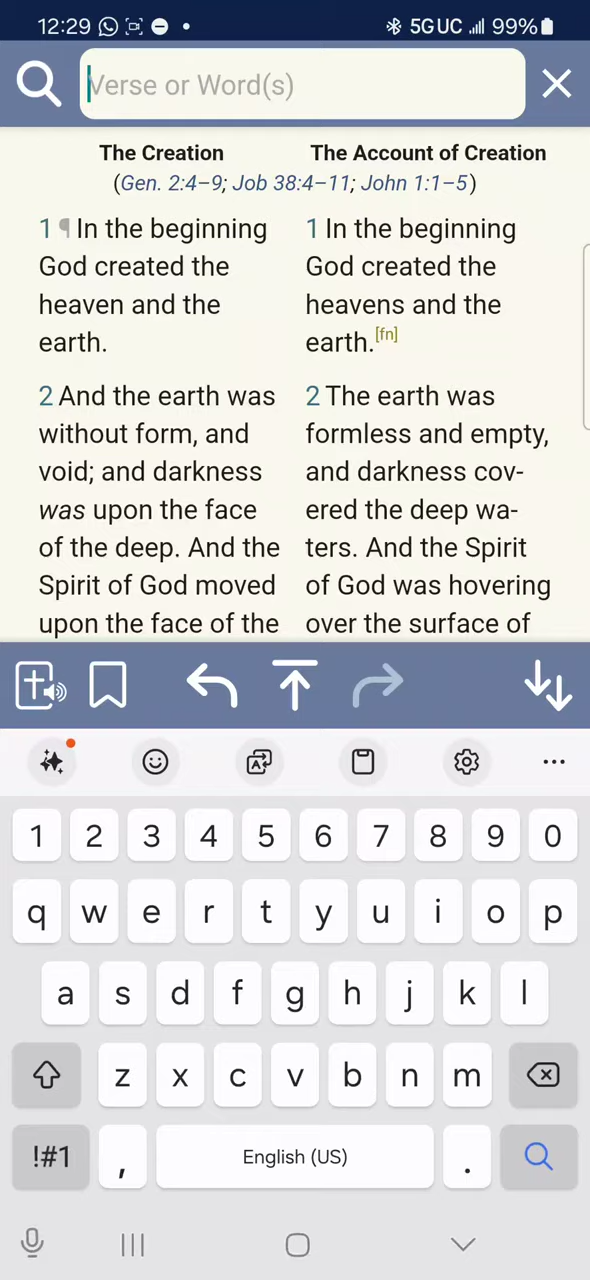 12:29 5G UC 99%
Verse or Word(s)
The Creation The Account of Creation
(Gen. 2:4–9; Job 38:4–11; John 1:1–5)
1 ¶ In the beginning
God created the
heaven and the
earth.
2 And the earth was
without form, and
void; and darkness
was upon the face
of the deep. And the
Spirit of God moved
upon the face of the
1 In the beginning
God created the
heavens and the
earth.[fn]
2 The earth was
formless and empty,
and darkness cov-
ered the deep wa-
ters. And the Spirit
of God was hovering
over the surface of
1 2 3 4 5 6 7 8 9 0
q w e r t y u i o p
a s d f g h j k l
z x c v b n m
!#1 , English (US) .